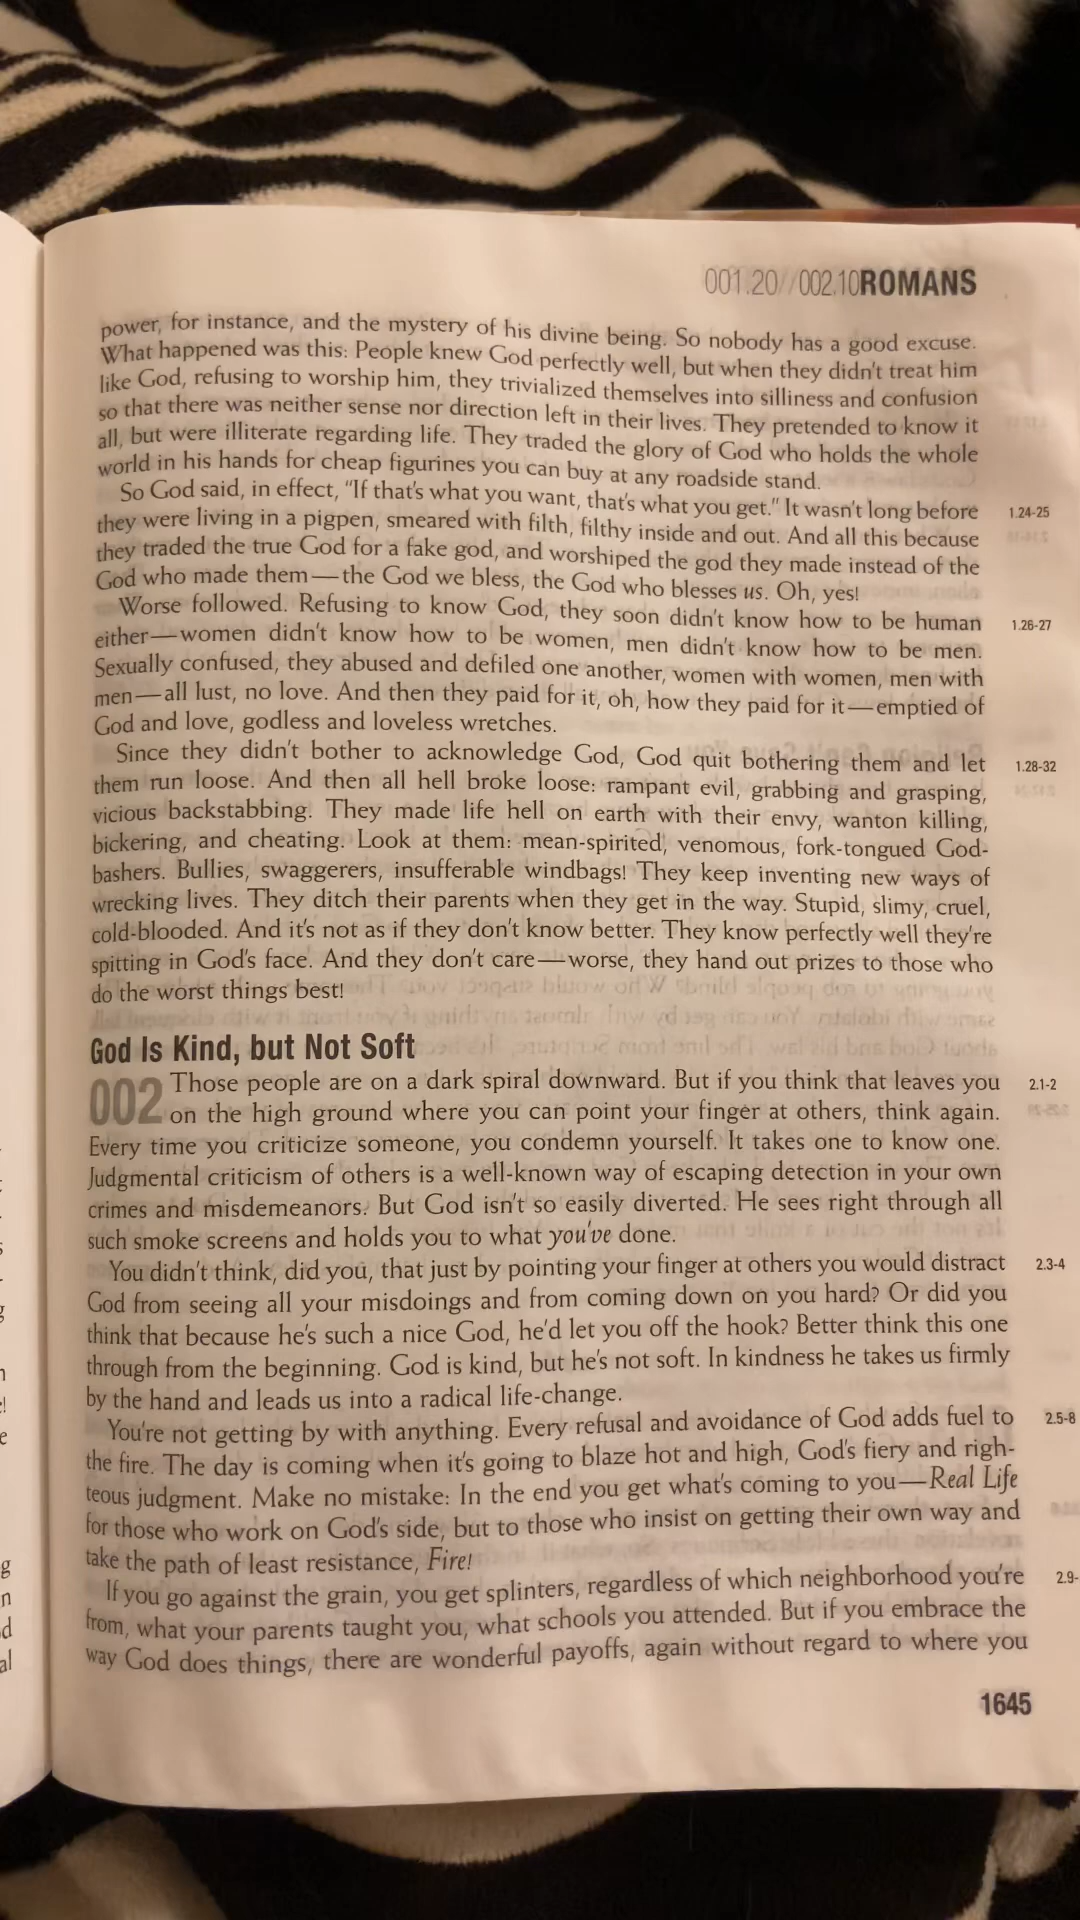 001.20//002.10ROMANS
power, for instance, and the mystery of his divine being. So nobody has a good excuse.
What happened was this: People knew God perfectly well, but when they didn't treat him
like God, refusing to worship him, they trivialized themselves into silliness and confusion
so that there was neither sense nor direction left in their lives. They pretended to know it
all, but were illiterate regarding life. They traded the glory of God who holds the whole
world in his hands for cheap figurines you can buy at any roadside stand.
So God said, in effect, "If that's what you want, that's what you get." It wasn't long before 1.24-25
they were living in a pigpen, smeared with filth, filthy inside and out. And all this because
they traded the true God for a fake god, and worshiped the god they made instead of the
God who made them—the God we bless, the God who blesses us. Oh, yes!
Worse followed. Refusing to know God, they soon didn't know how to be human 1.26-27
either—women didn't know how to be women, men didn't know how to be men.
Sexually confused, they abused and defiled one another, women with women, men with
men—all lust, no love. And then they paid for it, oh, how they paid for it—emptied of
God and love, godless and loveless wretches.
Since they didn't bother to acknowledge God, God quit bothering them and let 1.28-32
them run loose. And then all hell broke loose: rampant evil, grabbing and grasping,
vicious backstabbing. They made life hell on earth with their envy, wanton killing,
bickering, and cheating. Look at them: mean-spirited, venomous, fork-tongued God-
bashers. Bullies, swaggerers, insufferable windbags! They keep inventing new ways of
wrecking lives. They ditch their parents when they get in the way. Stupid, slimy, cruel,
cold-blooded. And it's not as if they don't know better. They know perfectly well they're
spitting in God's face. And they don't care—worse, they hand out prizes to those who
do the worst things best!
God Is Kind, but Not Soft
002 Those people are on a dark spiral downward. But if you think that leaves you 2.1-2
on the high ground where you can point your finger at others, think again.
Every time you criticize someone, you condemn yourself. It takes one to know one.
Judgmental criticism of others is a well-known way of escaping detection in your own
crimes and misdemeanors. But God isn't so easily diverted. He sees right through all
such smoke screens and holds you to what you've done.
You didn't think, did you, that just by pointing your finger at others you would distract 2.3-4
God from seeing all your misdoings and from coming down on you hard? Or did you
think that because he's such a nice God, he'd let you off the hook? Better think this one
through from the beginning. God is kind, but he's not soft. In kindness he takes us firmly
by the hand and leads us into a radical life-change.
You're not getting by with anything. Every refusal and avoidance of God adds fuel to 2.5-8
the fire. The day is coming when it's going to blaze hot and high, God's fiery and righ-
teous judgment. Make no mistake: In the end you get what's coming to you—Real Life
for those who work on God's side, but to those who insist on getting their own way and
take the path of least resistance, Fire!
If you go against the grain, you get splinters, regardless of which neighborhood you're 2.9-
from, what your parents taught you, what schools you attended. But if you embrace the
way God does things, there are wonderful payoffs, again without regard to where you
1645